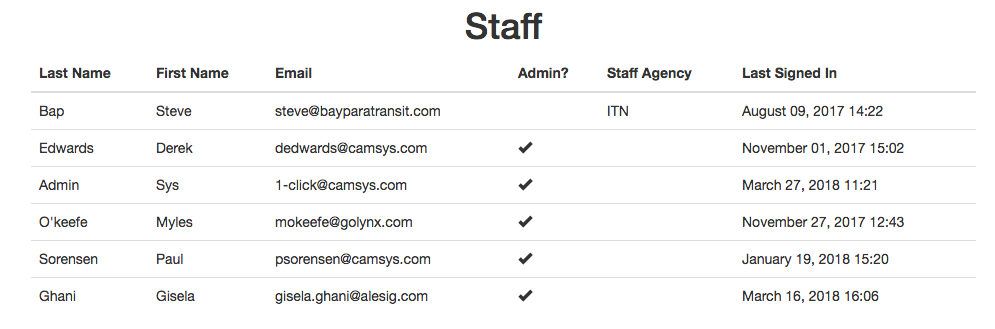 Staff
Last Name First Name Email Admin? Staff Agency Last Signed In
Bap Steve steve@bayparatransit.com ITN August 09, 2017 14:22
Edwards Derek dedwards@camsys.com ✔ November 01, 2017 15:02
Admin Sys 1-click@camsys.com ✔ March 27, 2018 11:21
O'keefe Myles mokeefe@golynx.com ✔ November 27, 2017 12:43
Sorensen Paul psorensen@camsys.com ✔ January 19, 2018 15:20
Ghani Gisela gisela.ghani@alesig.com ✔ March 16, 2018 16:06